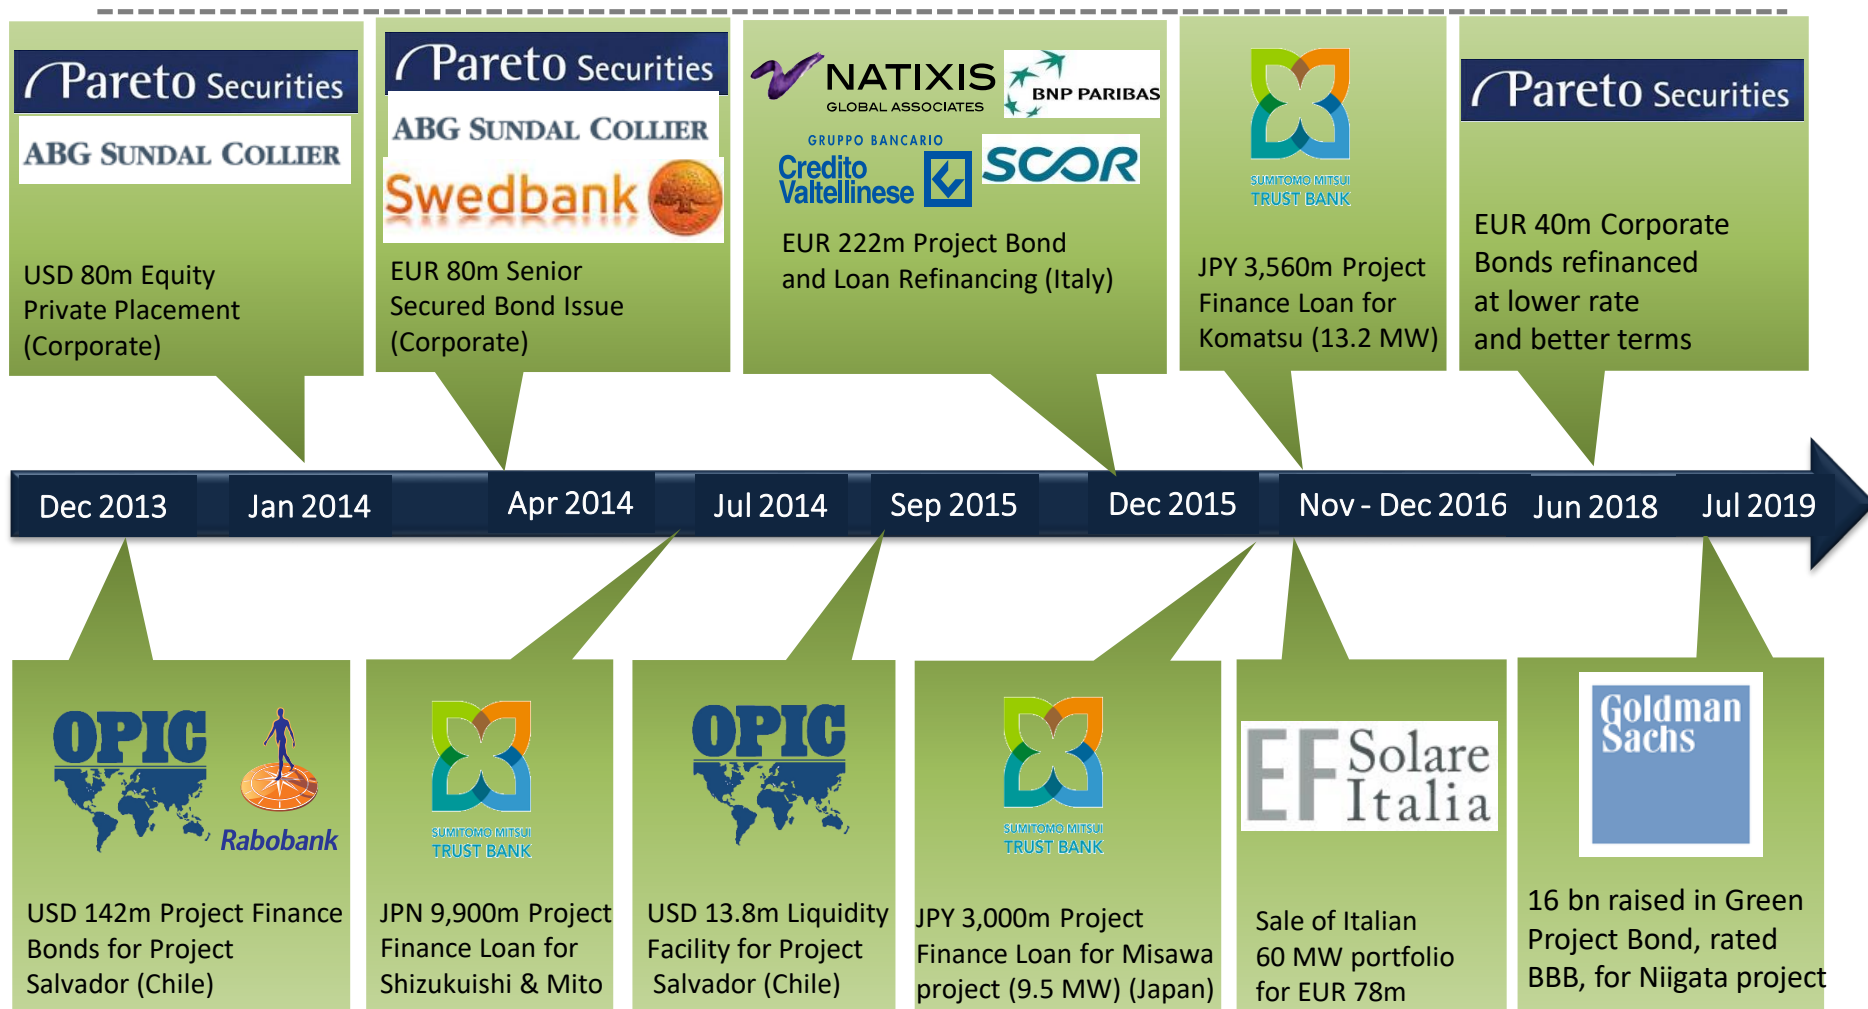 Pareto Securities
ABG SUNDAL COLLIER
USD 80m Equity
Private Placement
(Corporate)
Pareto Securities
ABG SUNDAL COLLIER
Swedbank
EUR 80m Senior
Secured Bond Issue
(Corporate)
NATIXIS
GLOBAL ASSOCIATES
BNP PARIBAS
GRUPPO BANCARIO
Credito
Valtellinese
SCOR
EUR 222m Project Bond
and Loan Refinancing (Italy)
SUMITOMO MITSUI
TRUST BANK
JPY 3,560m Project
Finance Loan for
Komatsu (13.2 MW)
Pareto Securities
EUR 40m Corporate
Bonds refinanced
at lower rate
and better terms
Dec 2013
Jan 2014
Apr 2014
Jul 2014
Sep 2015
Dec 2015
Nov - Dec 2016
Jun 2018
Jul 2019
OPIC
Rabobank
USD 142m Project Finance
Bonds for Project
Salvador (Chile)
SUMITOMO MITSUI
TRUST BANK
JPN 9,900m Project
Finance Loan for
Shizukuishi & Mito
OPIC
USD 13.8m Liquidity
Facility for Project
Salvador (Chile)
SUMITOMO MITSUI
TRUST BANK
JPY 3,000m Project
Finance Loan for Misawa
project (9.5 MW) (Japan)
EF Solare
Italia
Sale of Italian
60 MW portfolio
for EUR 78m
Goldman
Sachs
16 bn raised in Green
Project Bond, rated
BBB, for Niigata project